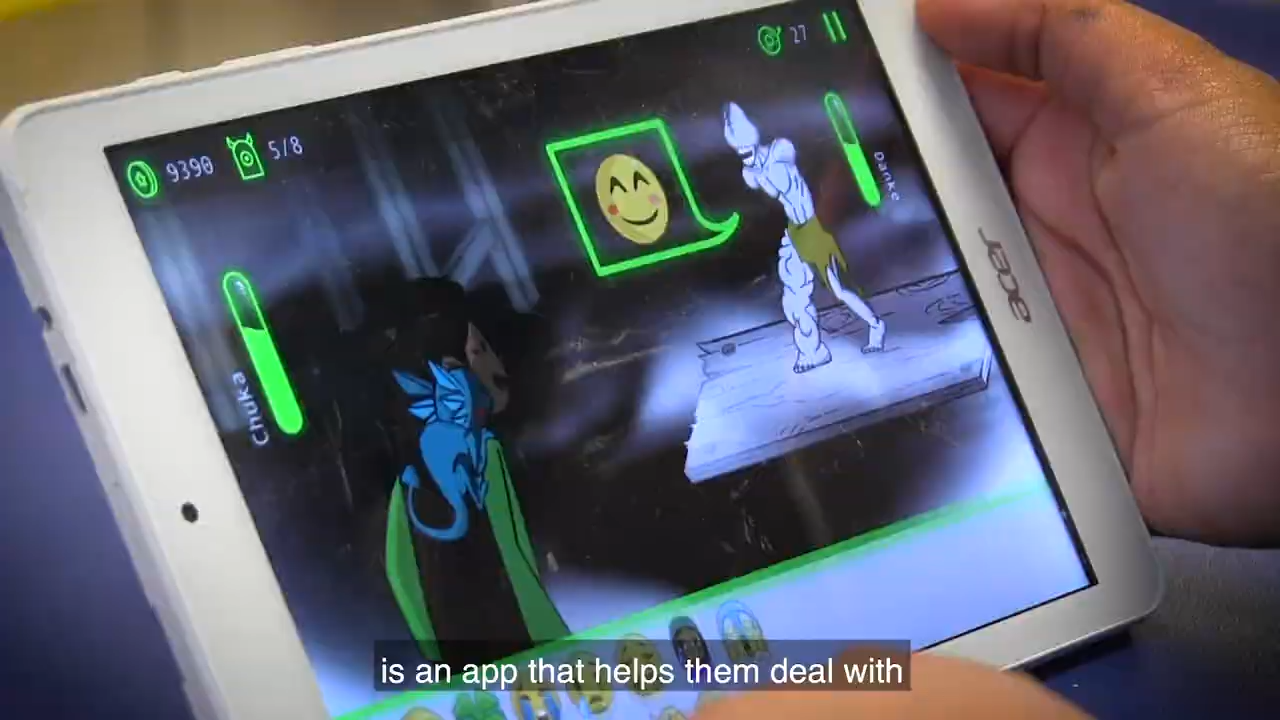 27
9390
5/8
Danke
Chuka
acer
is an app that helps them deal with